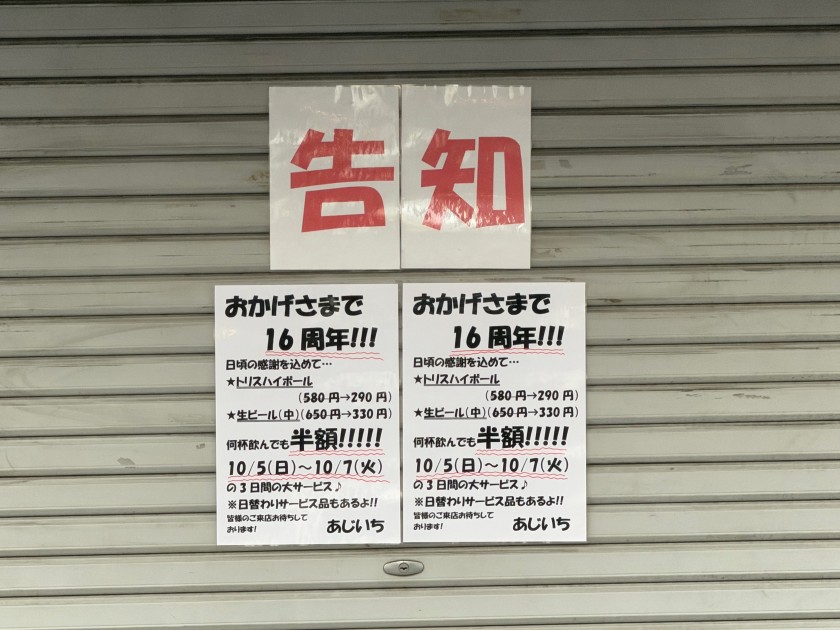 告知
おかげさまで
16周年!!!
日頃の感謝を込めて…
★トリスハイボール
(580円→290円)
★生ビール(中)(650円→330円)
何杯飲んでも半額!!!!!
10/5(日)～10/7(火)
の3日間の大サービス♪
※日替わりサービス品もあるよ!!
皆様のご来店お待ちして
おります!
あじいち
おかげさまで
16周年!!!
日頃の感謝を込めて…
★トリスハイボール
(580円→290円)
★生ビール(中)(650円→330円)
何杯飲んでも半額!!!!!
10/5(日)～10/7(火)
の3日間の大サービス♪
※日替わりサービス品もあるよ!!
皆様のご来店お待ちして
おります!
あじいち